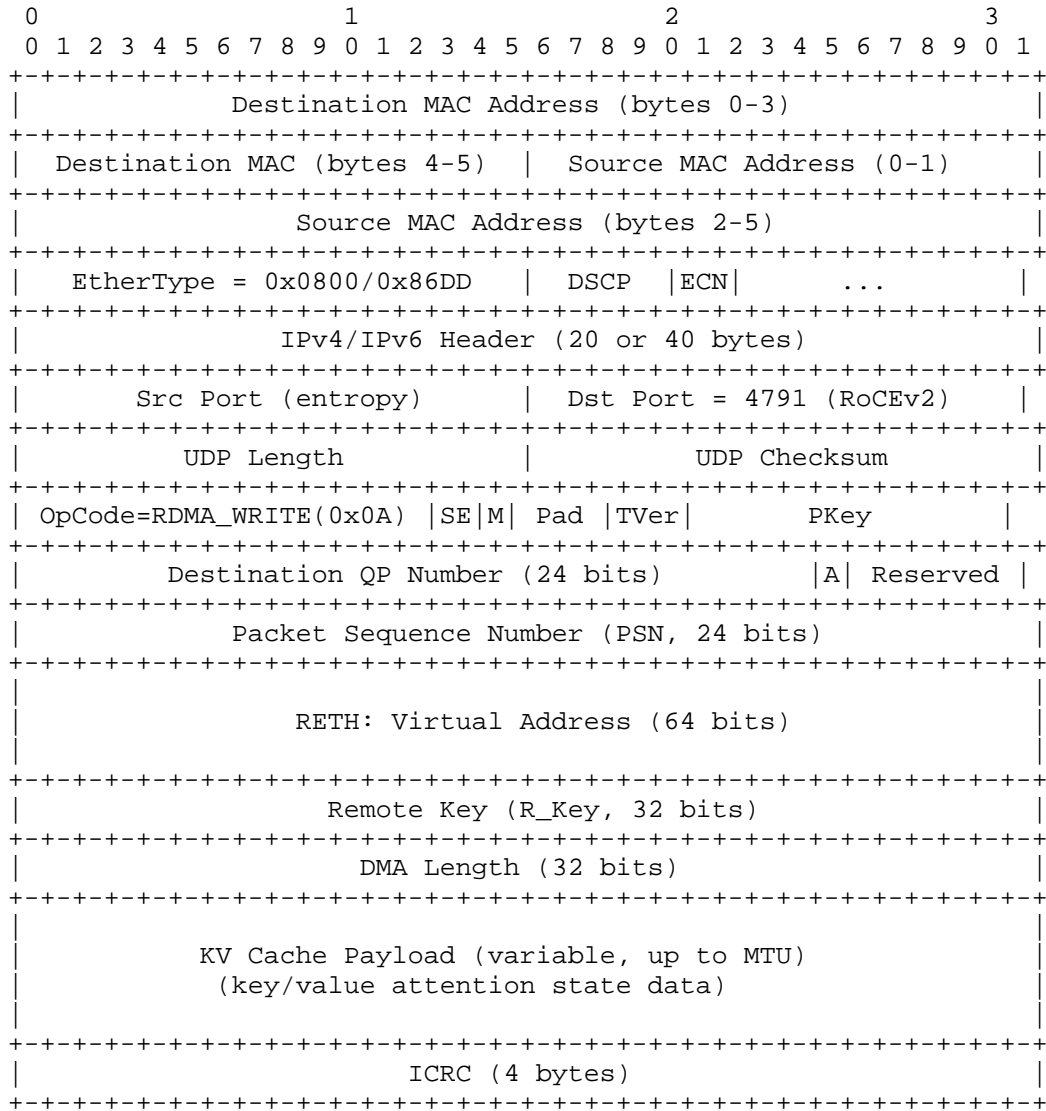 0                   1                   2                   3
 0 1 2 3 4 5 6 7 8 9 0 1 2 3 4 5 6 7 8 9 0 1 2 3 4 5 6 7 8 9 0 1
+-+-+-+-+-+-+-+-+-+-+-+-+-+-+-+-+-+-+-+-+-+-+-+-+-+-+-+-+-+-+-+-+
|             Destination MAC Address (bytes 0-3)               |
+-+-+-+-+-+-+-+-+-+-+-+-+-+-+-+-+-+-+-+-+-+-+-+-+-+-+-+-+-+-+-+-+
|  Destination MAC (bytes 4-5)  |  Source MAC Address (0-1)     |
+-+-+-+-+-+-+-+-+-+-+-+-+-+-+-+-+-+-+-+-+-+-+-+-+-+-+-+-+-+-+-+-+
|                 Source MAC Address (bytes 2-5)                |
+-+-+-+-+-+-+-+-+-+-+-+-+-+-+-+-+-+-+-+-+-+-+-+-+-+-+-+-+-+-+-+-+
|   EtherType = 0x0800/0x86DD   |  DSCP  |ECN|      ...        |
+-+-+-+-+-+-+-+-+-+-+-+-+-+-+-+-+-+-+-+-+-+-+-+-+-+-+-+-+-+-+-+-+
|                IPv4/IPv6 Header (20 or 40 bytes)              |
+-+-+-+-+-+-+-+-+-+-+-+-+-+-+-+-+-+-+-+-+-+-+-+-+-+-+-+-+-+-+-+-+
|       Src Port (entropy)      |  Dst Port = 4791 (RoCEv2)    |
+-+-+-+-+-+-+-+-+-+-+-+-+-+-+-+-+-+-+-+-+-+-+-+-+-+-+-+-+-+-+-+-+
|          UDP Length           |          UDP Checksum         |
+-+-+-+-+-+-+-+-+-+-+-+-+-+-+-+-+-+-+-+-+-+-+-+-+-+-+-+-+-+-+-+-+
| OpCode=RDMA_WRITE(0x0A) |SE|M| Pad |TVer|       PKey        |
+-+-+-+-+-+-+-+-+-+-+-+-+-+-+-+-+-+-+-+-+-+-+-+-+-+-+-+-+-+-+-+-+
|         Destination QP Number (24 bits)         |A| Reserved |
+-+-+-+-+-+-+-+-+-+-+-+-+-+-+-+-+-+-+-+-+-+-+-+-+-+-+-+-+-+-+-+-+
|             Packet Sequence Number (PSN, 24 bits)             |
+-+-+-+-+-+-+-+-+-+-+-+-+-+-+-+-+-+-+-+-+-+-+-+-+-+-+-+-+-+-+-+-+
|                                                               |
|                 RETH: Virtual Address (64 bits)               |
|                                                               |
+-+-+-+-+-+-+-+-+-+-+-+-+-+-+-+-+-+-+-+-+-+-+-+-+-+-+-+-+-+-+-+-+
|                   Remote Key (R_Key, 32 bits)                 |
+-+-+-+-+-+-+-+-+-+-+-+-+-+-+-+-+-+-+-+-+-+-+-+-+-+-+-+-+-+-+-+-+
|                     DMA Length (32 bits)                      |
+-+-+-+-+-+-+-+-+-+-+-+-+-+-+-+-+-+-+-+-+-+-+-+-+-+-+-+-+-+-+-+-+
|                                                               |
|           KV Cache Payload (variable, up to MTU)              |
|            (key/value attention state data)                   |
|                                                               |
+-+-+-+-+-+-+-+-+-+-+-+-+-+-+-+-+-+-+-+-+-+-+-+-+-+-+-+-+-+-+-+-+
|                        ICRC (4 bytes)                         |
+-+-+-+-+-+-+-+-+-+-+-+-+-+-+-+-+-+-+-+-+-+-+-+-+-+-+-+-+-+-+-+-+